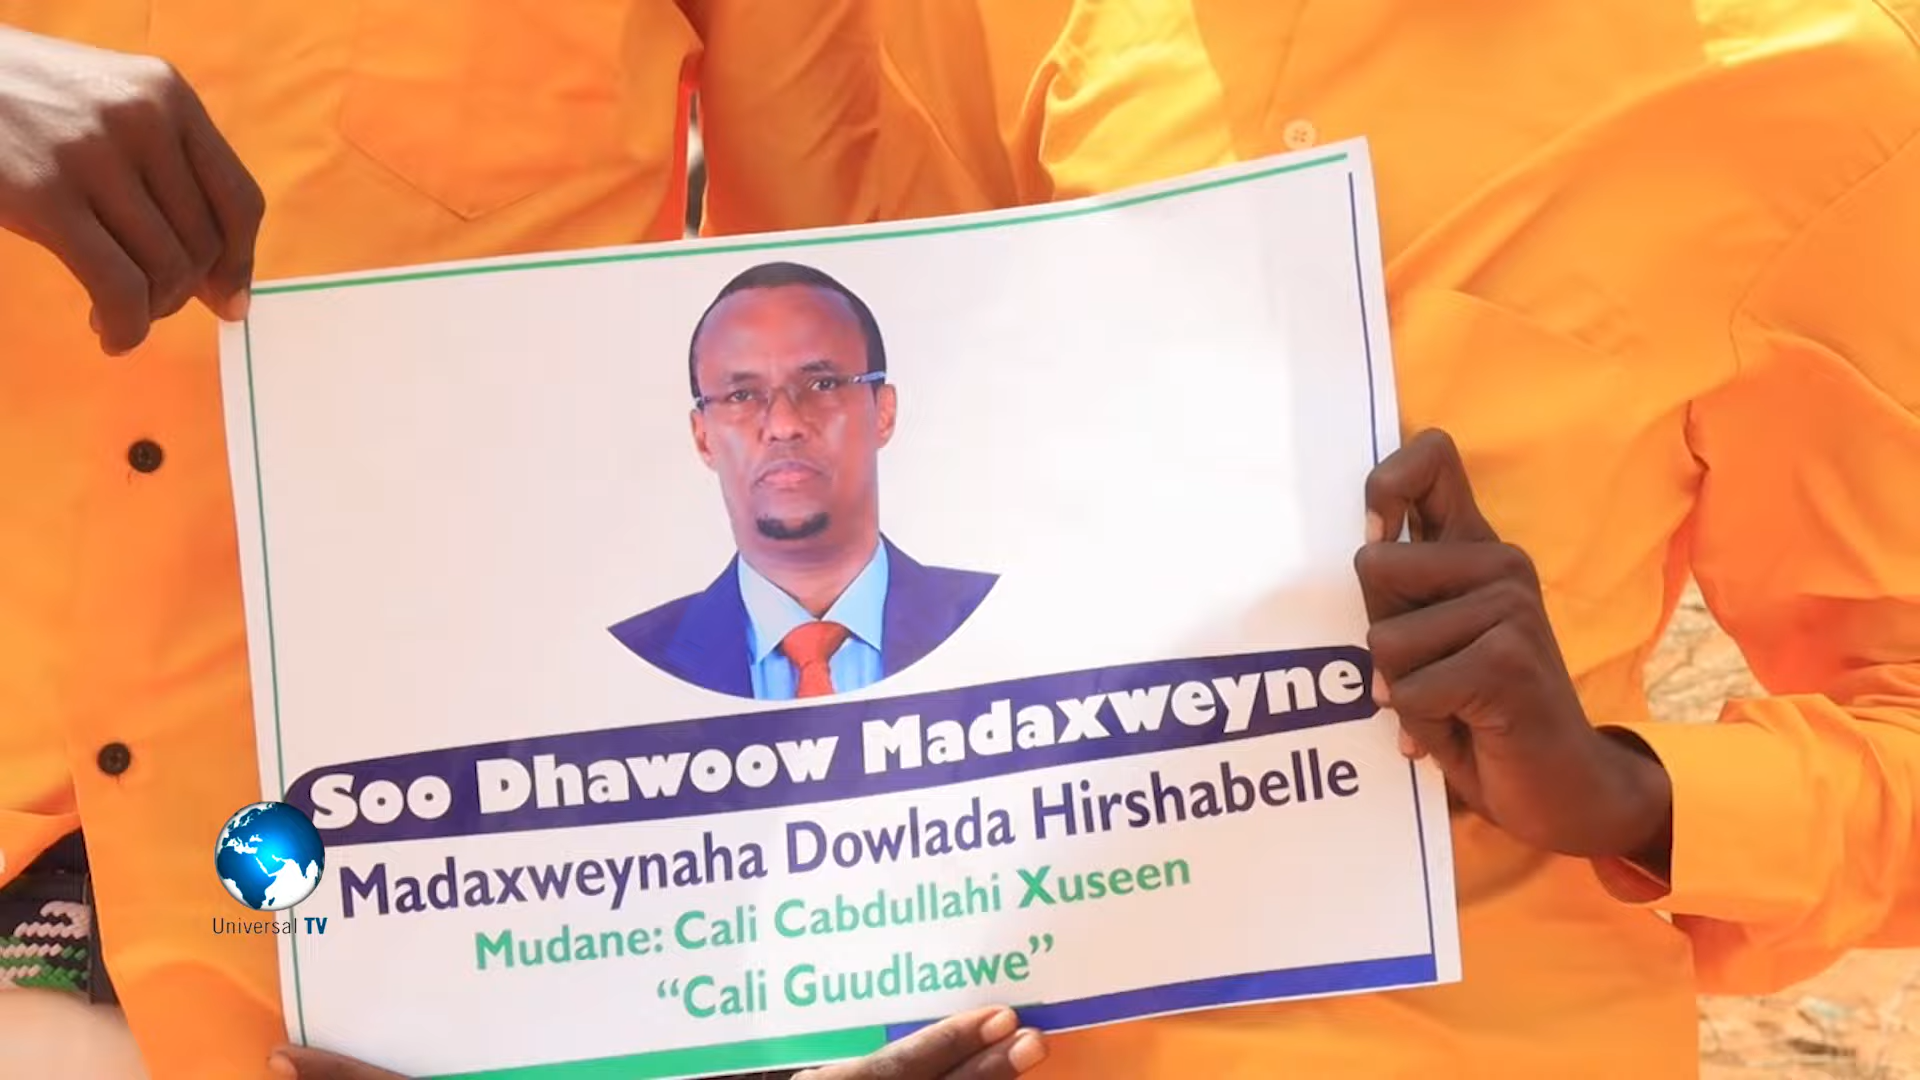 Soo Dhawoow Madaxweyne
Madaxweynaha Dowlada Hirshabelle
Mudane: Cali Cabdullahi Xuseen
“Cali Guudlaawe”
Universal TV